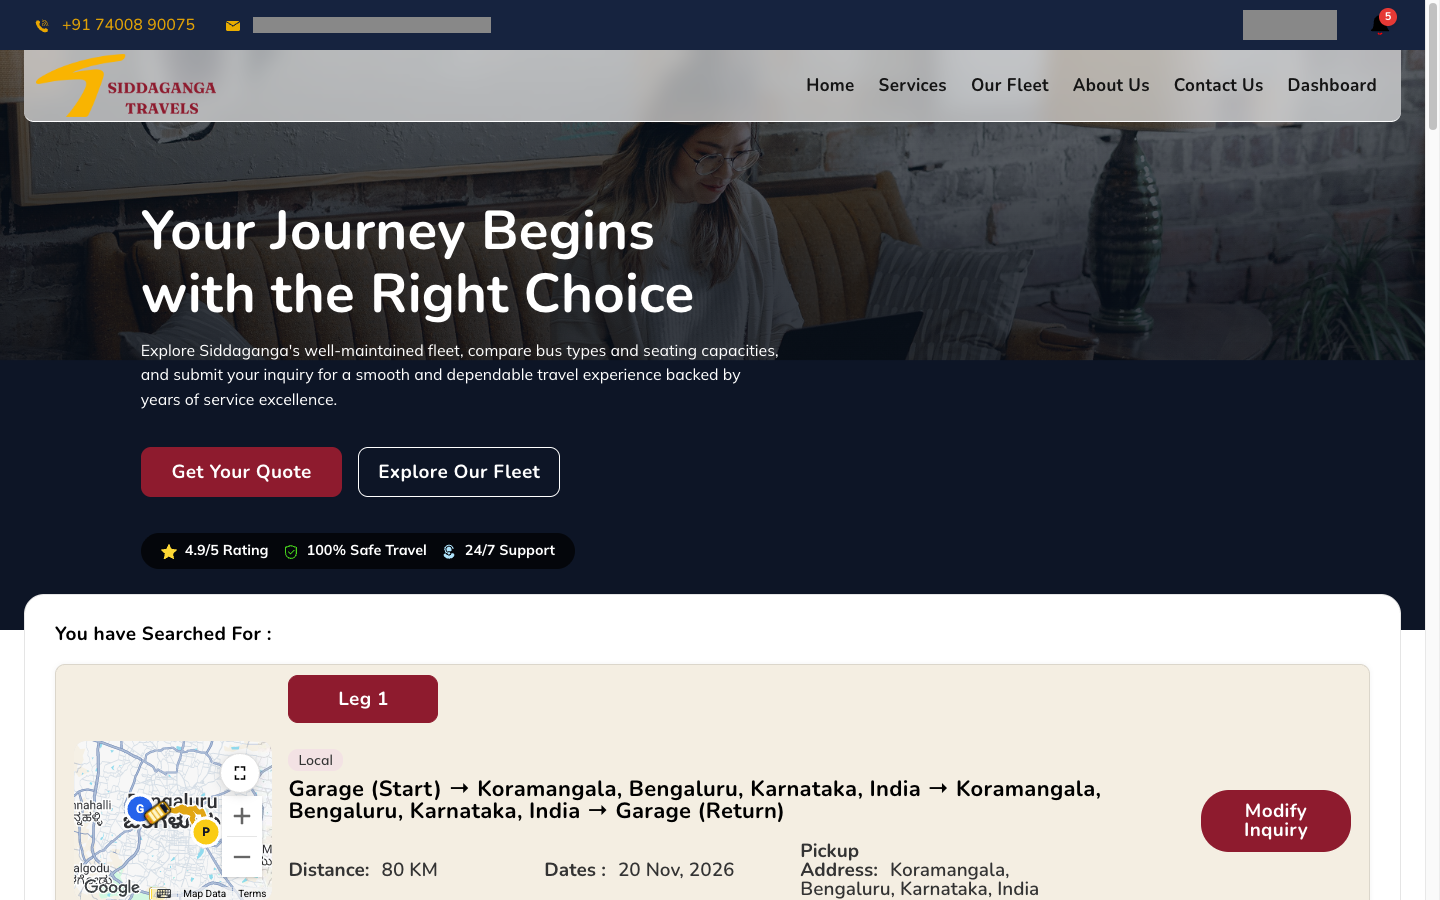 +91 74008 90075
5
SIDDAGANGA
TRAVELS
Home Services Our Fleet About Us Contact Us Dashboard
Your Journey Begins
with the Right Choice
Explore Siddaganga's well-maintained fleet, compare bus types and seating capacities,
and submit your inquiry for a smooth and dependable travel experience backed by
years of service excellence.
Get Your Quote Explore Our Fleet
4.9/5 Rating 100% Safe Travel 24/7 Support
You have Searched For :
Leg 1
Local
Garage (Start) → Koramangala, Bengaluru, Karnataka, India → Koramangala,
Bengaluru, Karnataka, India → Garage (Return)
Modify
Inquiry
Distance: 80 KM
Dates : 20 Nov, 2026
Pickup
Address: Koramangala,
Bengaluru, Karnataka, India
Bengaluru
G
P
Google
Map Data Terms